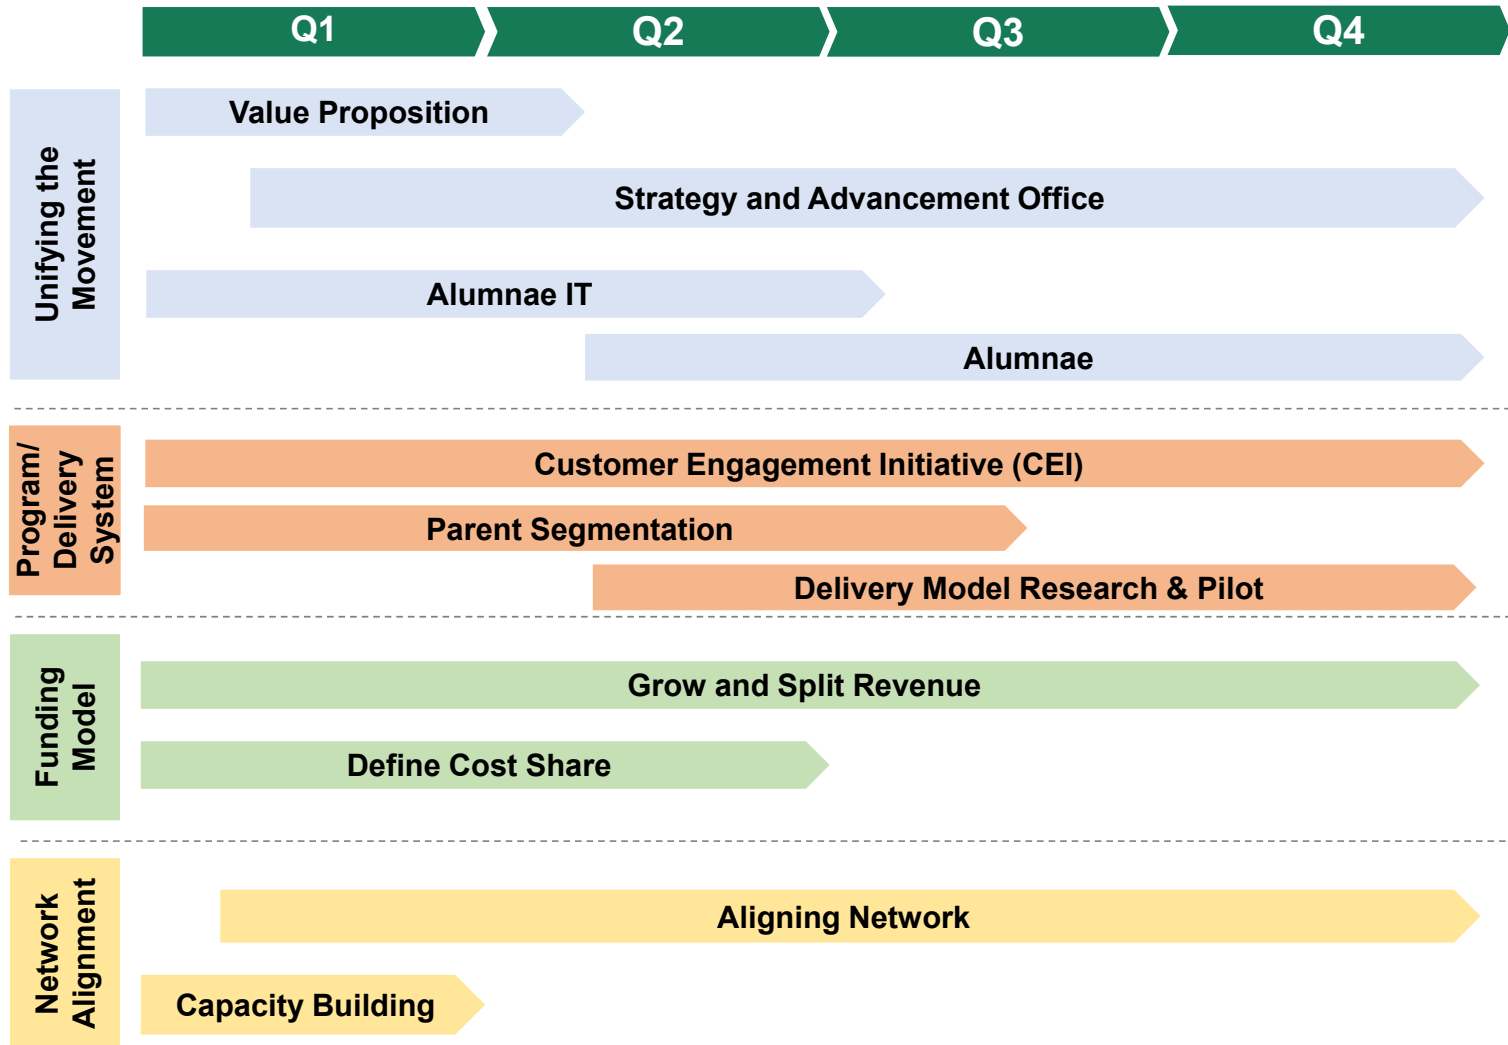 Q1
Q2
Q3
Q4
Unifying the
Movement
Value Proposition
Strategy and Advancement Office
Alumnae IT
Alumnae
Program/
Delivery
System
Customer Engagement Initiative (CEI)
Parent Segmentation
Delivery Model Research & Pilot
Funding
Model
Grow and Split Revenue
Define Cost Share
Network
Alignment
Aligning Network
Capacity Building